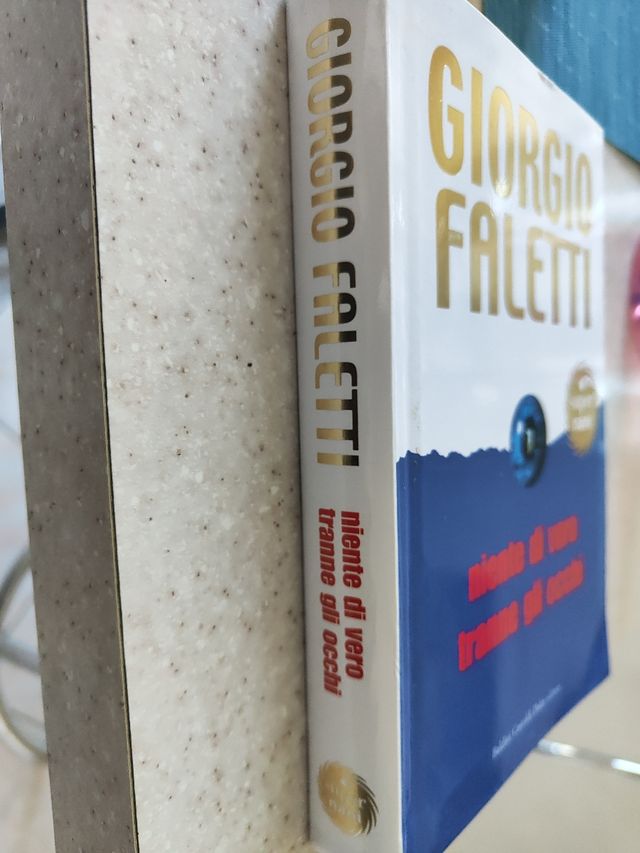 GIORGIO FALETTI
niente di vero
tranne gli occhi
GIORGIO
FALETTI
niente di vero
tranne gli occhi